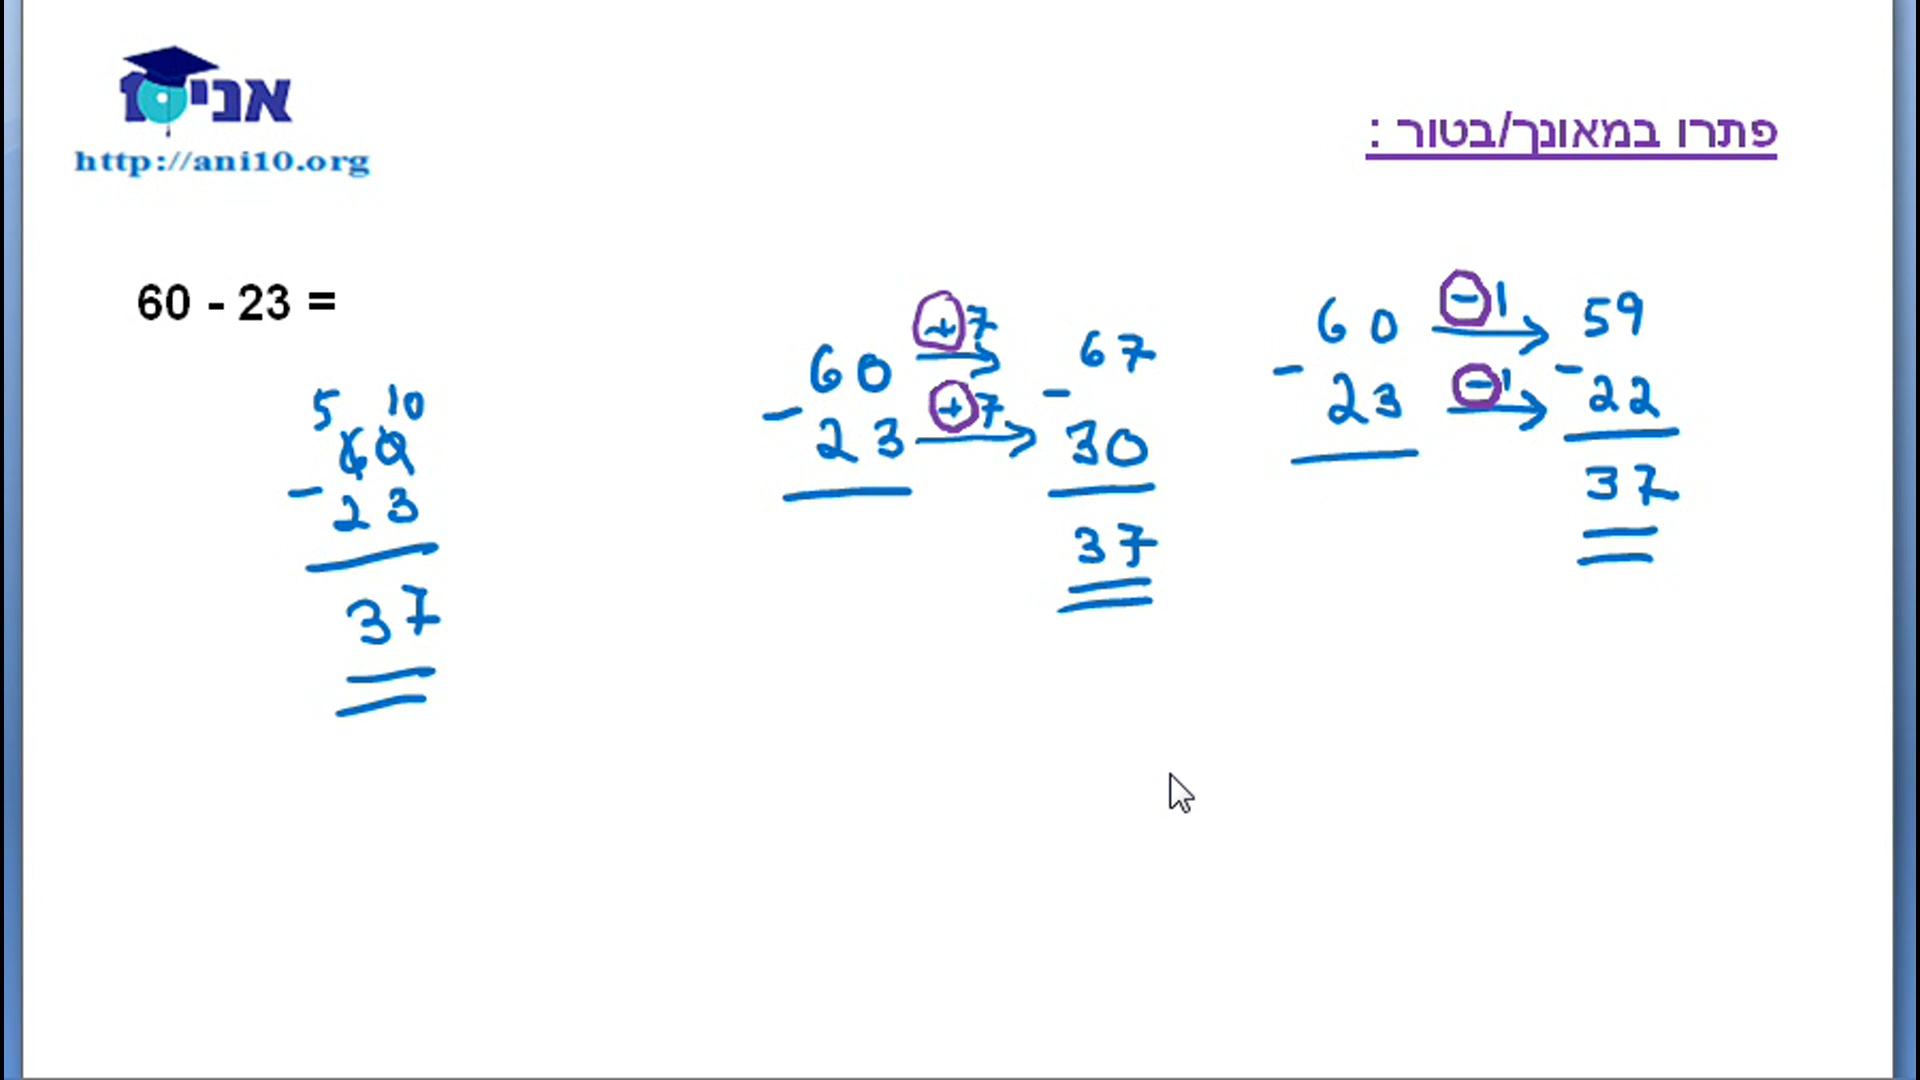 אני10
http://ani10.org
פתרו במאונך/בטור :
60 - 23 =
5 10
60
- 23
37
60 +7 67
- 23 +7 - 30
37
60 -1 59
- 23 -1 - 22
37